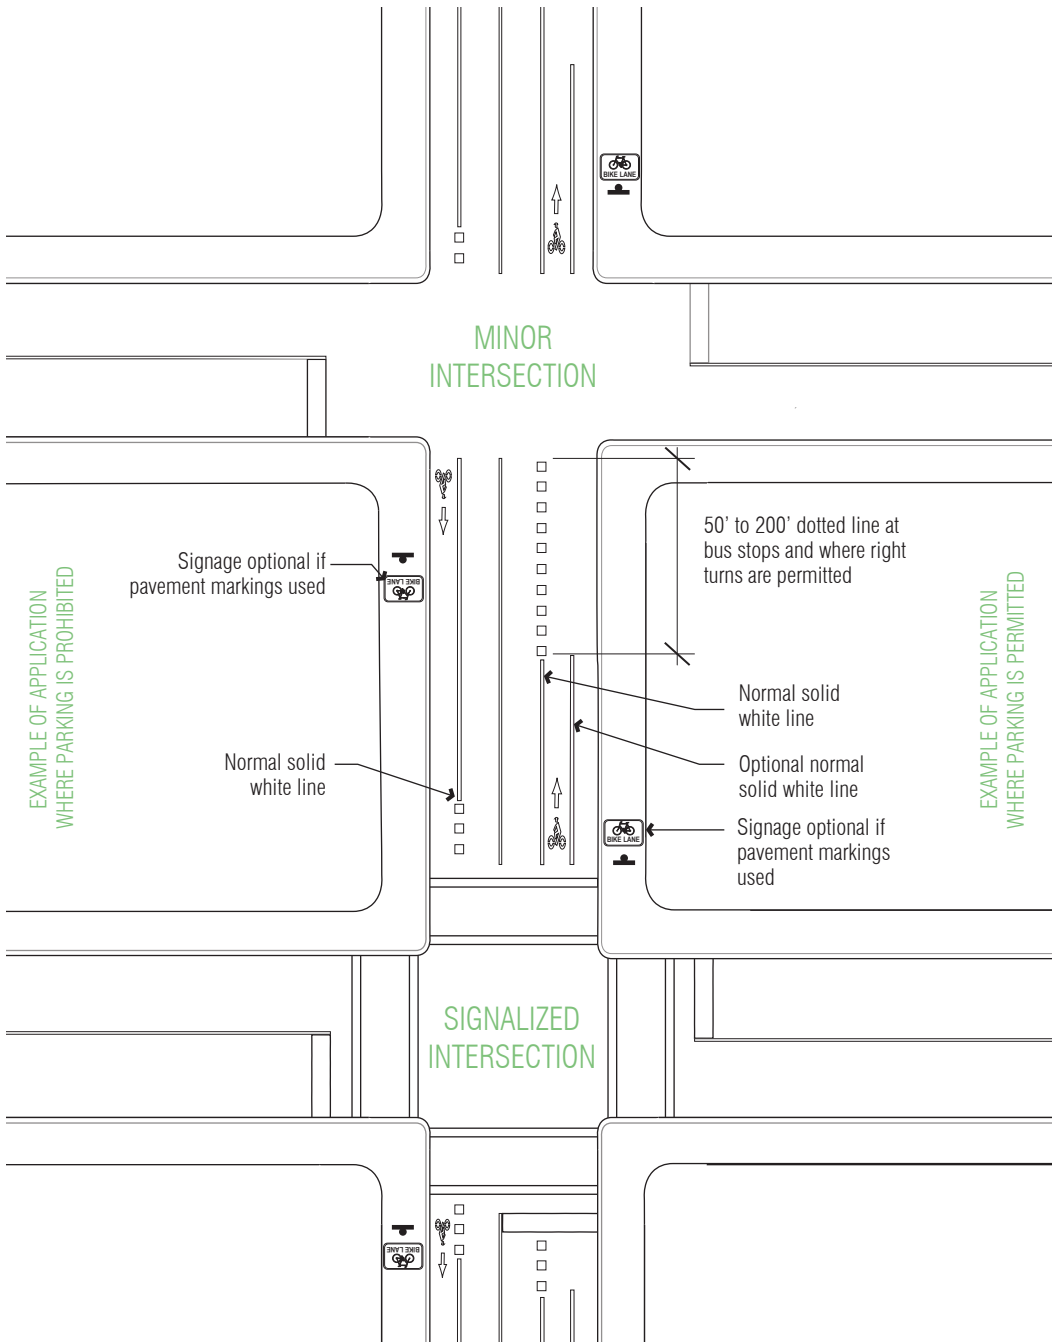 BIKE LANE
MINOR
INTERSECTION
50’ to 200’ dotted line at
bus stops and where right
turns are permitted
Signage optional if
pavement markings used
BIKE LANE
EXAMPLE OF APPLICATION
WHERE PARKING IS PROHIBITED
EXAMPLE OF APPLICATION
WHERE PARKING IS PERMITTED
Normal solid
white line
Normal solid
white line
Optional normal
solid white line
BIKE LANE
Signage optional if
pavement markings
used
SIGNALIZED
INTERSECTION
BIKE LANE